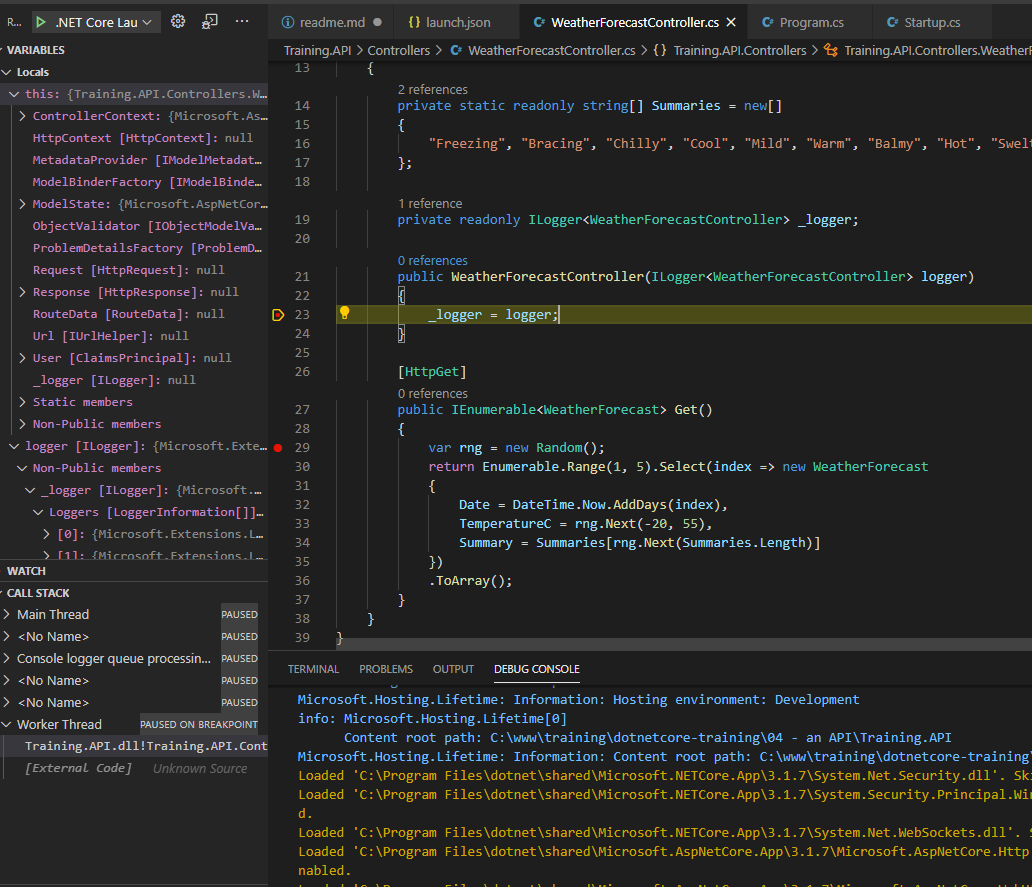 R... .NET Core Lau ...
VARIABLES
Locals
this: {Training.API.Controllers.W...
ControllerContext: {Microsoft.As...
HttpContext [HttpContext]: null
MetadataProvider [IModelMetadat...
ModelBinderFactory [IModelBinde...
ModelState: {Microsoft.AspNetCor...
ObjectValidator [IObjectModelVa...
ProblemDetailsFactory [ProblemD...
Request [HttpRequest]: null
Response [HttpResponse]: null
RouteData [RouteData]: null
Url [IUrlHelper]: null
User [ClaimsPrincipal]: null
_logger [ILogger]: null
Static members
Non-Public members
logger [ILogger]: {Microsoft.Exte...
Non-Public members
_logger [ILogger]: {Microsoft....
Loggers [LoggerInformation[]]...
[0]: {Microsoft.Extensions.L...
[1]: {Microsoft.Extensions.L...
WATCH
CALL STACK
Main Thread PAUSED
<No Name> PAUSED
Console logger queue processin... PAUSED
<No Name> PAUSED
<No Name> PAUSED
Worker Thread PAUSED ON BREAKPOINT
Training.API.dll!Training.API.Cont
[External Code] Unknown Source
readme.md launch.json WeatherForecastController.cs Program.cs Startup.cs
Training.API > Controllers > WeatherForecastController.cs > {} Training.API.Controllers > Training.API.Controllers.WeatherF
13 {
2 references
14 private static readonly string[] Summaries = new[]
15 {
16 "Freezing", "Bracing", "Chilly", "Cool", "Mild", "Warm", "Balmy", "Hot", "Swelt
17 };
18
1 reference
19 private readonly ILogger<WeatherForecastController> _logger;
20
0 references
21 public WeatherForecastController(ILogger<WeatherForecastController> logger)
22 {
23 _logger = logger;
24 }
25
26 [HttpGet]
0 references
27 public IEnumerable<WeatherForecast> Get()
28 {
29 var rng = new Random();
30 return Enumerable.Range(1, 5).Select(index => new WeatherForecast
31 {
32 Date = DateTime.Now.AddDays(index),
33 TemperatureC = rng.Next(-20, 55),
34 Summary = Summaries[rng.Next(Summaries.Length)]
35 })
36 .ToArray();
37 }
38 }
39 }
TERMINAL PROBLEMS OUTPUT DEBUG CONSOLE
Microsoft.Hosting.Lifetime: Information: Hosting environment: Development
info: Microsoft.Hosting.Lifetime[0]
Content root path: C:\www\training\dotnetcore-training\04 - an API\Training.API
Microsoft.Hosting.Lifetime: Information: Content root path: C:\www\training\dotnetcore-training\
Loaded 'C:\Program Files\dotnet\shared\Microsoft.NETCore.App\3.1.7\System.Net.Security.dll'. Ski
Loaded 'C:\Program Files\dotnet\shared\Microsoft.NETCore.App\3.1.7\System.Security.Principal.Win
d.
Loaded 'C:\Program Files\dotnet\shared\Microsoft.NETCore.App\3.1.7\System.Net.WebSockets.dll'. S
Loaded 'C:\Program Files\dotnet\shared\Microsoft.AspNetCore.App\3.1.7\Microsoft.AspNetCore.Http
nabled.